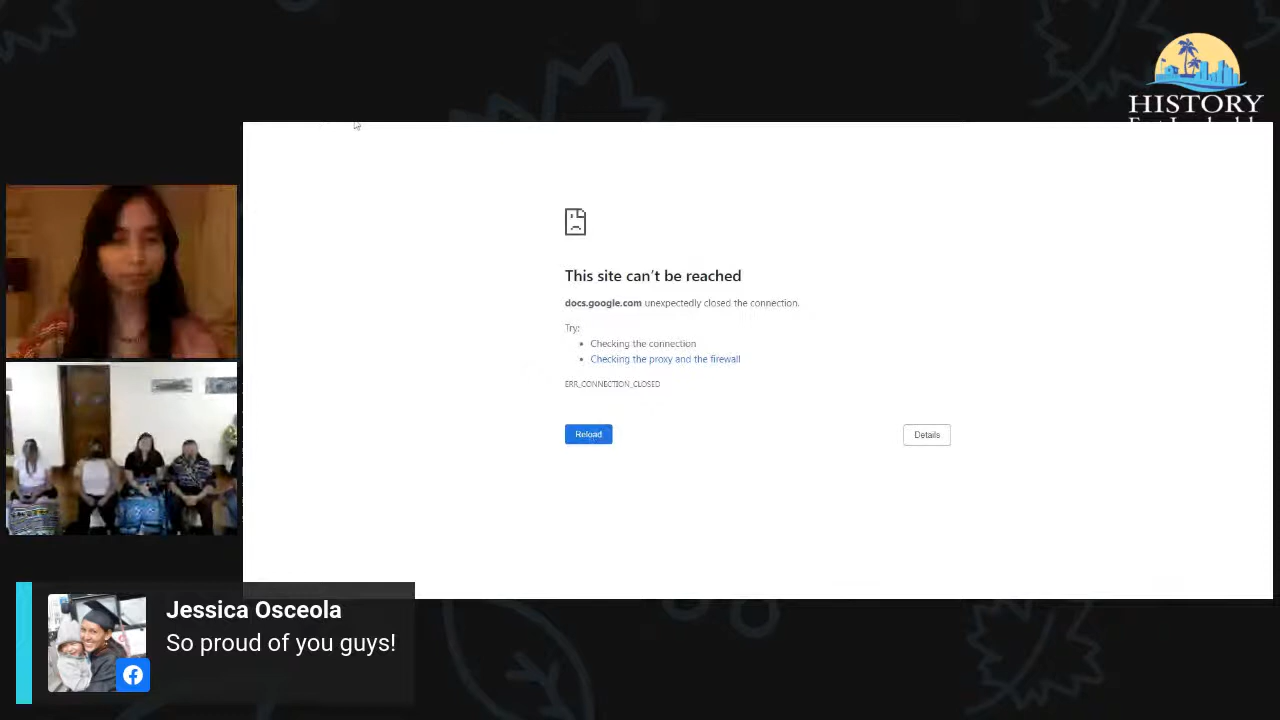 HISTORY
This site can’t be reached
docs.google.com unexpectedly closed the connection.
Try:
• Checking the connection
• Checking the proxy and the firewall
ERR_CONNECTION_CLOSED
Reload
Details
Jessica Osceola
So proud of you guys!